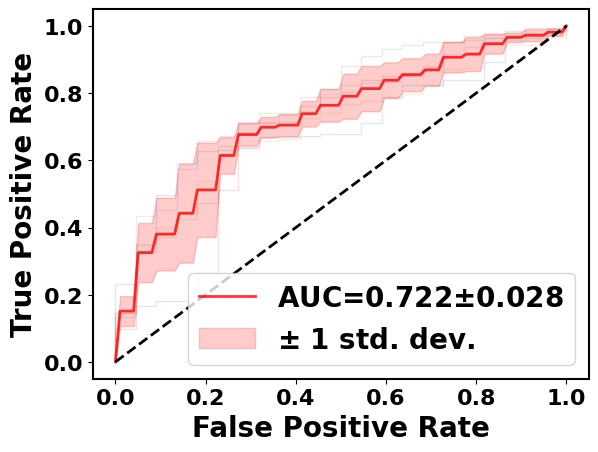 1.0
0.8
0.6
0.4
0.2
0.0
True Positive Rate
AUC=0.722±0.028
± 1 std. dev.
0.0 0.2 0.4 0.6 0.8 1.0
False Positive Rate